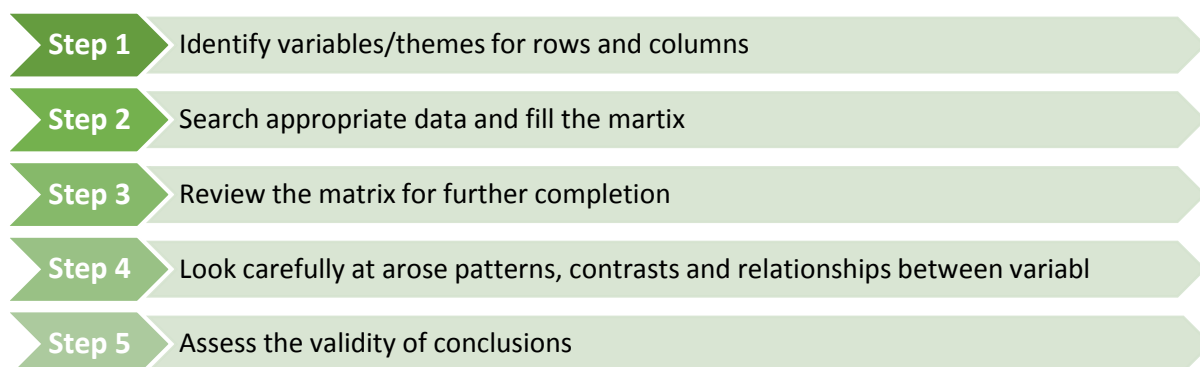 Step 1 Identify variables/themes for rows and columns
Step 2 Search appropriate data and fill the martix
Step 3 Review the matrix for further completion
Step 4 Look carefully at arose patterns, contrasts and relationships between variabl
Step 5 Assess the validity of conclusions